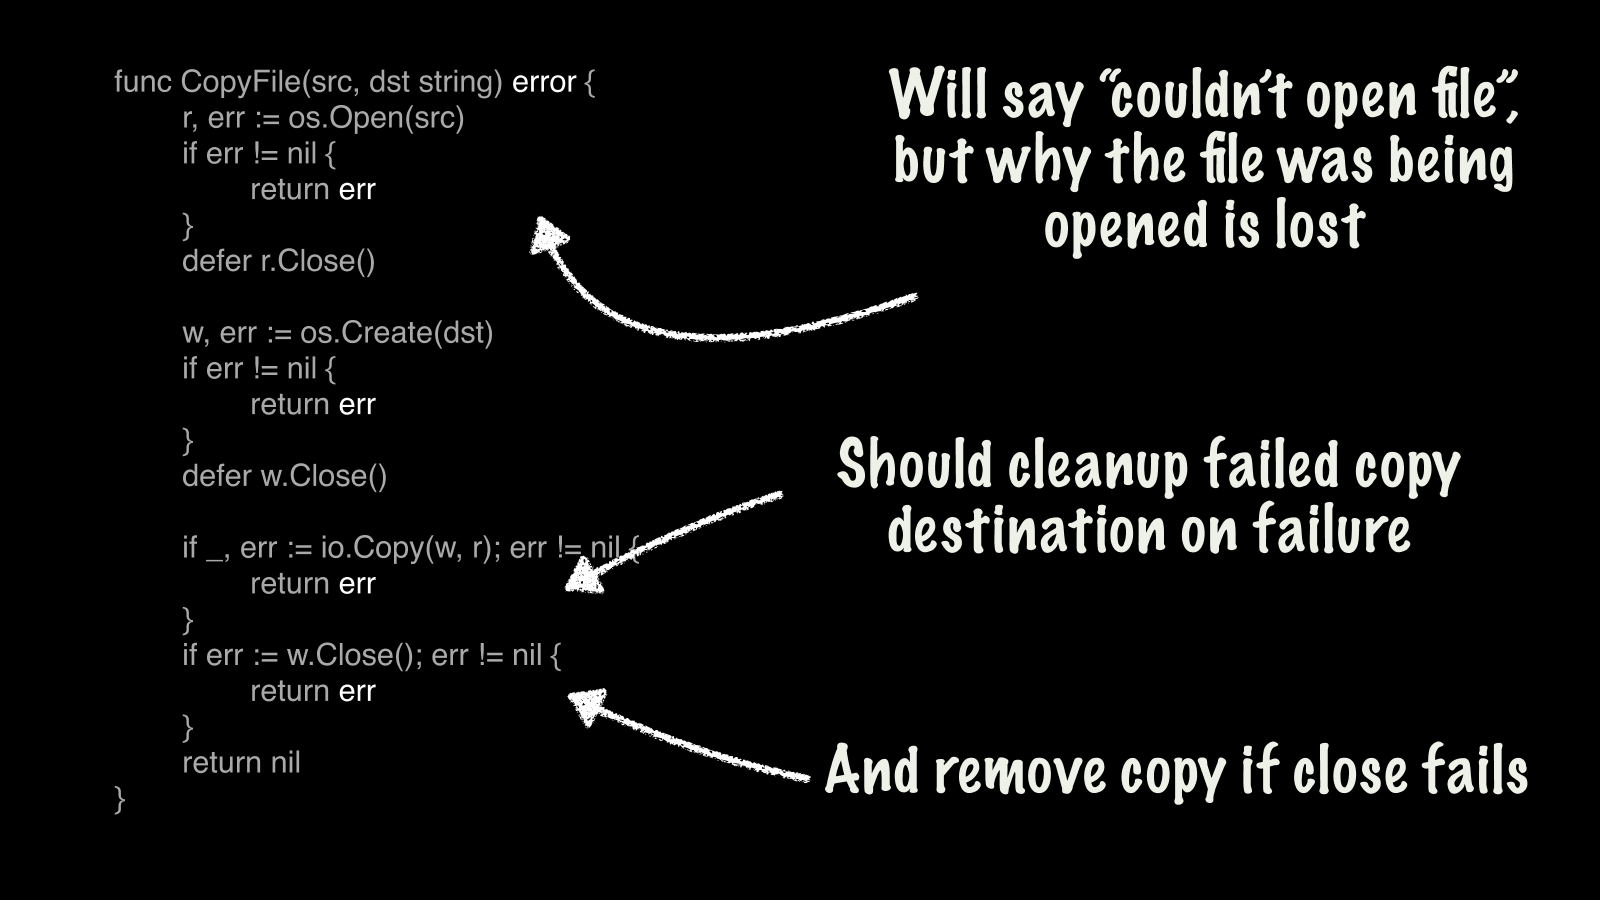 func CopyFile(src, dst string) error {
r, err := os.Open(src)
if err != nil {
return err
}
defer r.Close()
w, err := os.Create(dst)
if err != nil {
return err
}
defer w.Close()
if _, err := io.Copy(w, r); err != nil {
return err
}
if err := w.Close(); err != nil {
return err
}
return nil
}
Will say “couldn’t open file”,
but why the file was being
opened is lost
Should cleanup failed copy
destination on failure
And remove copy if close fails